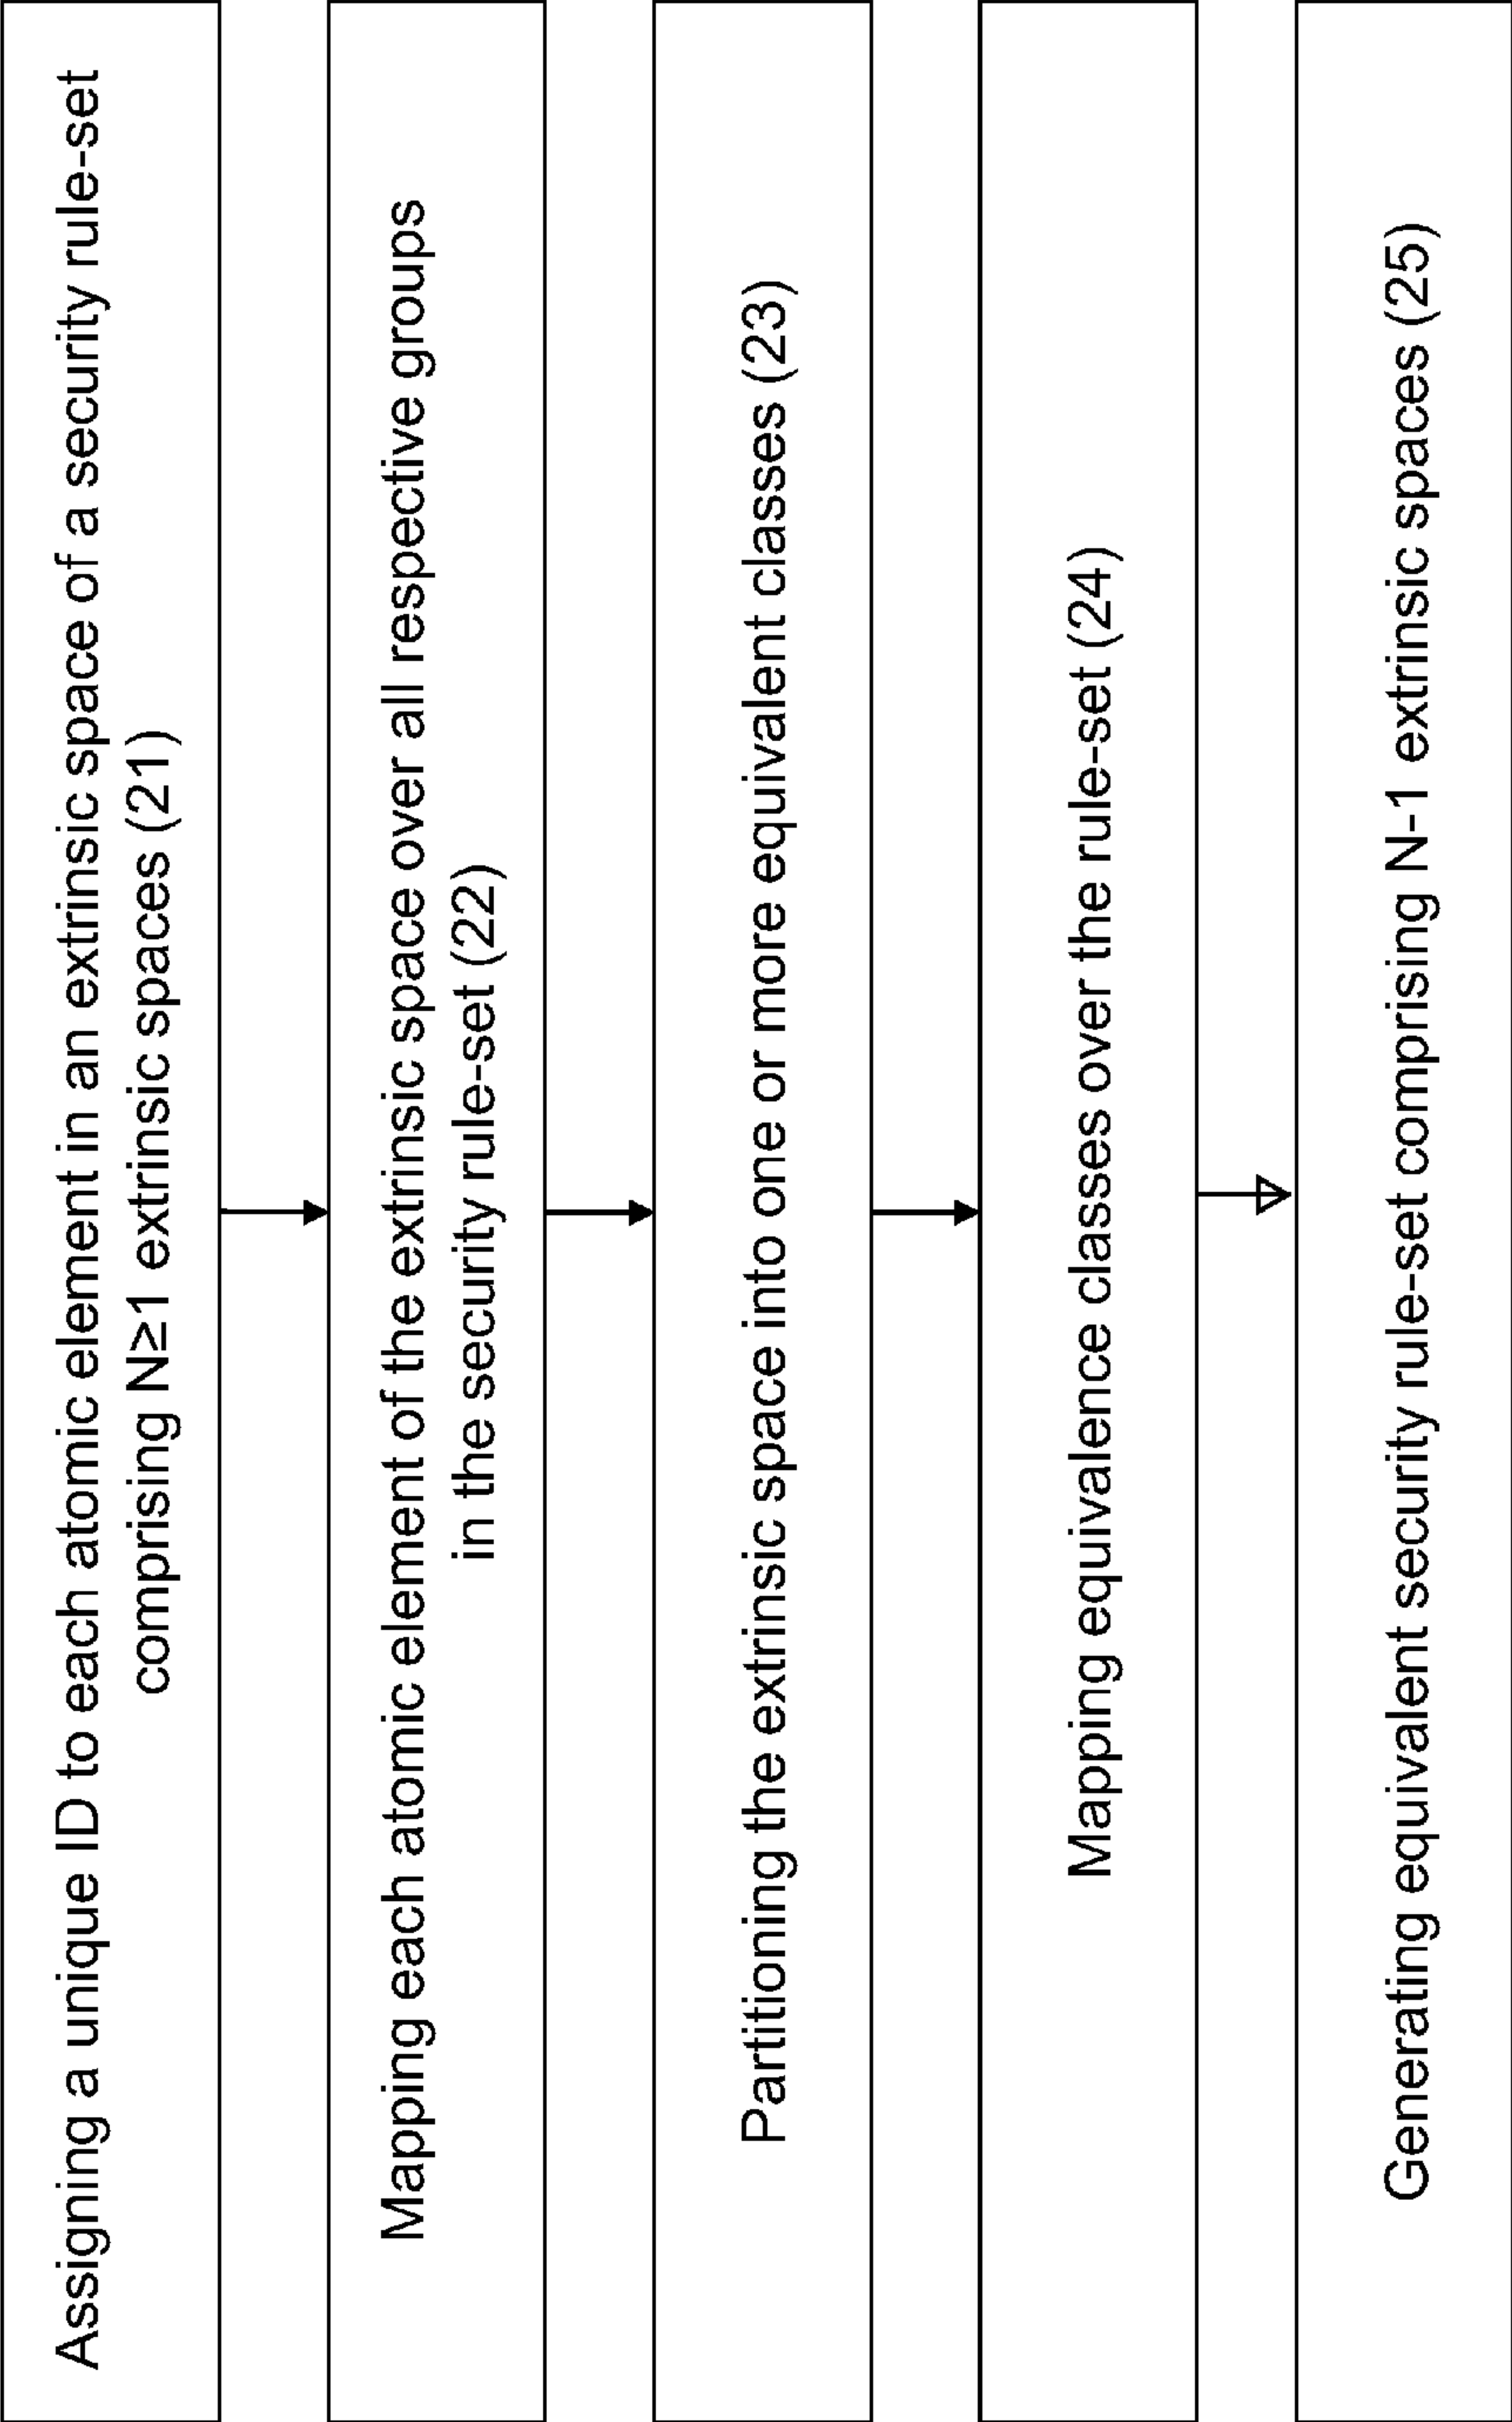 Assigning a unique ID to each atomic element in an extrinsic space of a security rule-set
comprising N≥1 extrinsic spaces (21)
Mapping each atomic element of the extrinsic space over all respective groups
in the security rule-set (22)
Partitioning the extrinsic space into one or more equivalent classes (23)
Mapping equivalence classes over the rule-set (24)
Generating equivalent security rule-set comprising N-1 extrinsic spaces (25)